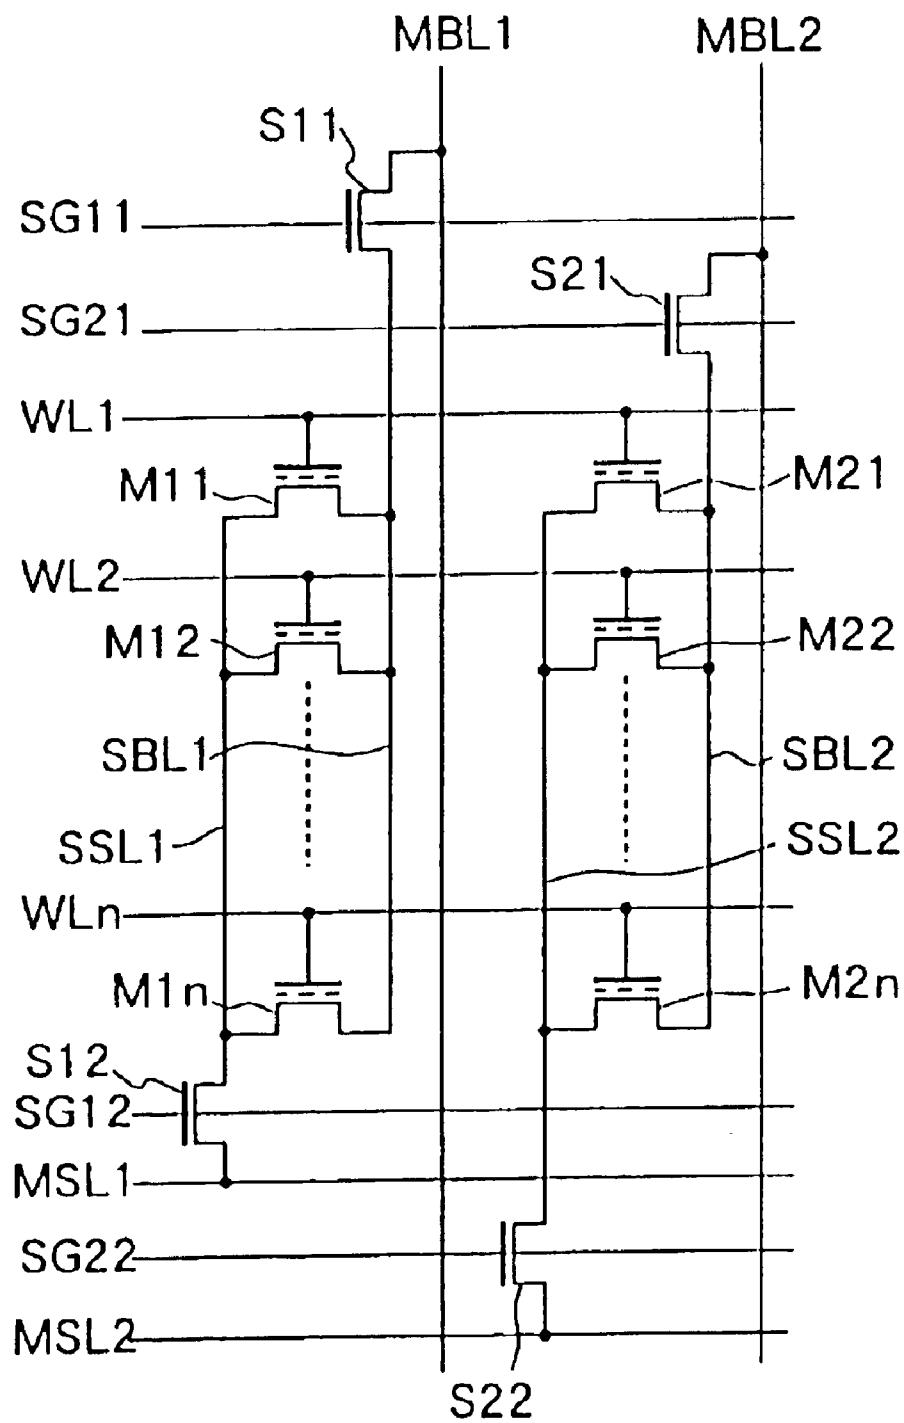 MBL1 MBL2
S11
SG11
S21
SG21
WL1
M11 M21
WL2
M12 M22
SBL1 SBL2
SSL1 SSL2
WLn
M1n M2n
S12
SG12
MSL1
SG22
MSL2
S22